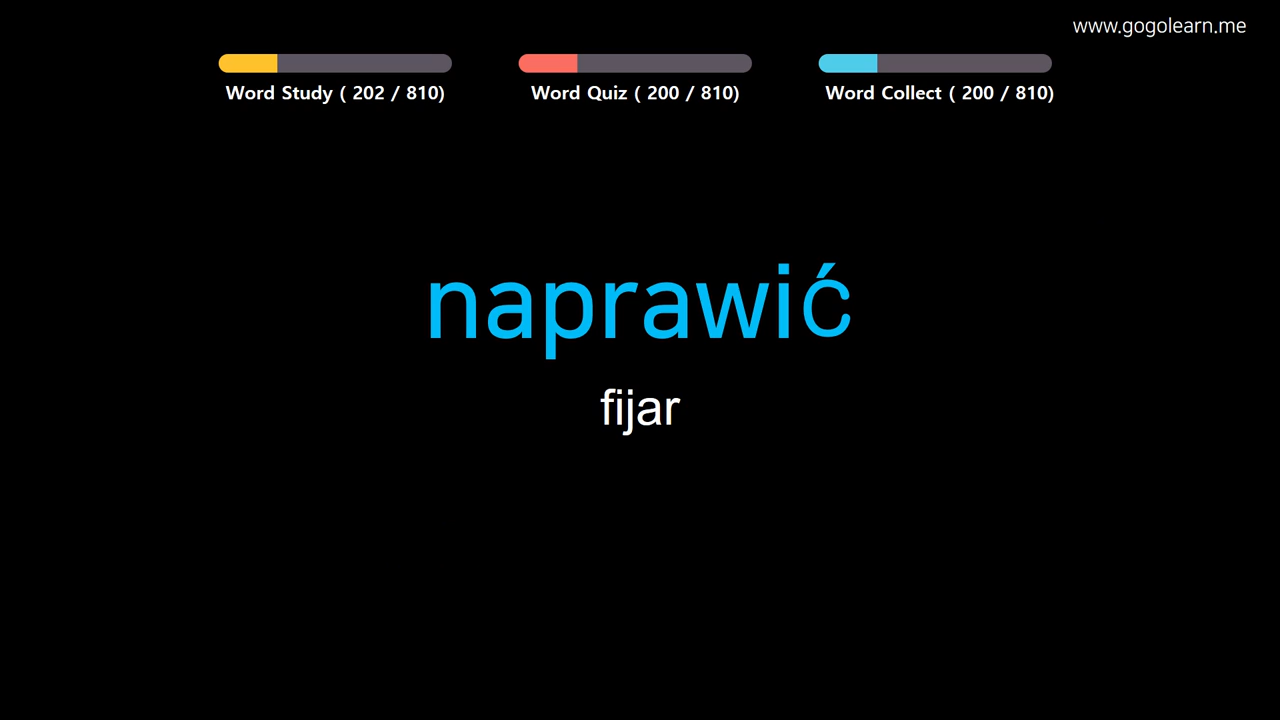 www.gogolearn.me
Word Study ( 202 / 810)
Word Quiz ( 200 / 810)
Word Collect ( 200 / 810)
naprawić
fijar